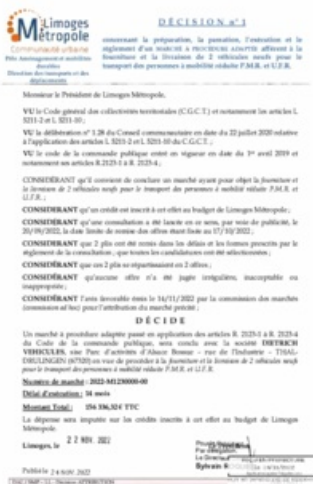 Limoges
Métropole
Communauté urbaine
Pôle Aménagement et mobilités
durables
Direction des transports et des
déplacements
DÉCISION n° 1
concernant la préparation, la passation, l'exécution et le
règlement d'un MARCHÉ A PROCEDURE ADAPTÉE afférent à la
fourniture et la livraison de 2 véhicules neufs pour le
transport des personnes à mobilité réduite P.M.R. et U.F.R.
Monsieur le Président de Limoges Métropole,
VU le Code général des collectivités territoriales (C.G.C.T.) et notamment les articles L
5211-2 et L 5211-10 ;
VU la délibération n° 1.28 du Conseil communautaire en date du 22 juillet 2020 relative
à l'application des articles L 5211-2 et L 5211-10 du C.G.C.T. ;
VU le code de la commande publique entré en vigueur en date du 1er avril 2019 et
notamment ses articles R 2123-1 à R. 2123-4 ;
CONSIDÉRANT qu'il convient de conclure un marché ayant pour objet la fourniture et
la livraison de 2 véhicules neufs pour le transport des personnes à mobilité réduite P.M.R. et
U.F.R. ;
CONSIDERANT qu'un crédit est inscrit à cet effet au budget de Limoges Métropole ;
CONSIDERANT qu'une consultation a été lancée en ce sens, par voie de publicité, le
20/09/2022, la date limite de remise des offres étant fixée au 17/10/2022 ;
CONSIDERANT que 2 plis ont été remis dans les délais et les formes prescrits par le
règlement de la consultation ; que toutes les candidatures ont été sélectionnées ;
CONSIDÉRANT que ces 2 plis se répartissaient en 2 offres ;
CONSIDÉRANT qu'aucune offre n'a été jugée irrégulière, inacceptable ou
inappropriée ;
CONSIDÉRANT l'avis favorable émis le 14/11/2022 par la commission des marchés
(commission ad hoc) pour l'attribution du marché précité ;
DÉCIDE
Un marché à procédure adaptée passé en application des articles R. 2123-1 à R. 2123-4
du Code de la commande publique, sera conclu avec la société DIETRICH
VEHICULES, sise Parc d'activités d'Alsace Bossue - rue de l'Industrie - THAL-
DRULINGEN (67320) en vue de procéder à la fourniture et la livraison de 2 véhicules neufs
pour le transport des personnes à mobilité réduite P.M.R. et U.F.R.
Numéro de marché : 2022-M1230000-00
Délai d'exécution : 14 mois
Montant Total : 156 336,32 € TTC
La dépense sera imputée sur les crédits inscrits à cet effet au budget de Limoges
Métropole.
Limoges, le 22 NOV. 2022
Par délégation
Le Directeur
Sylvain
Publié le 24 NOV. 2022